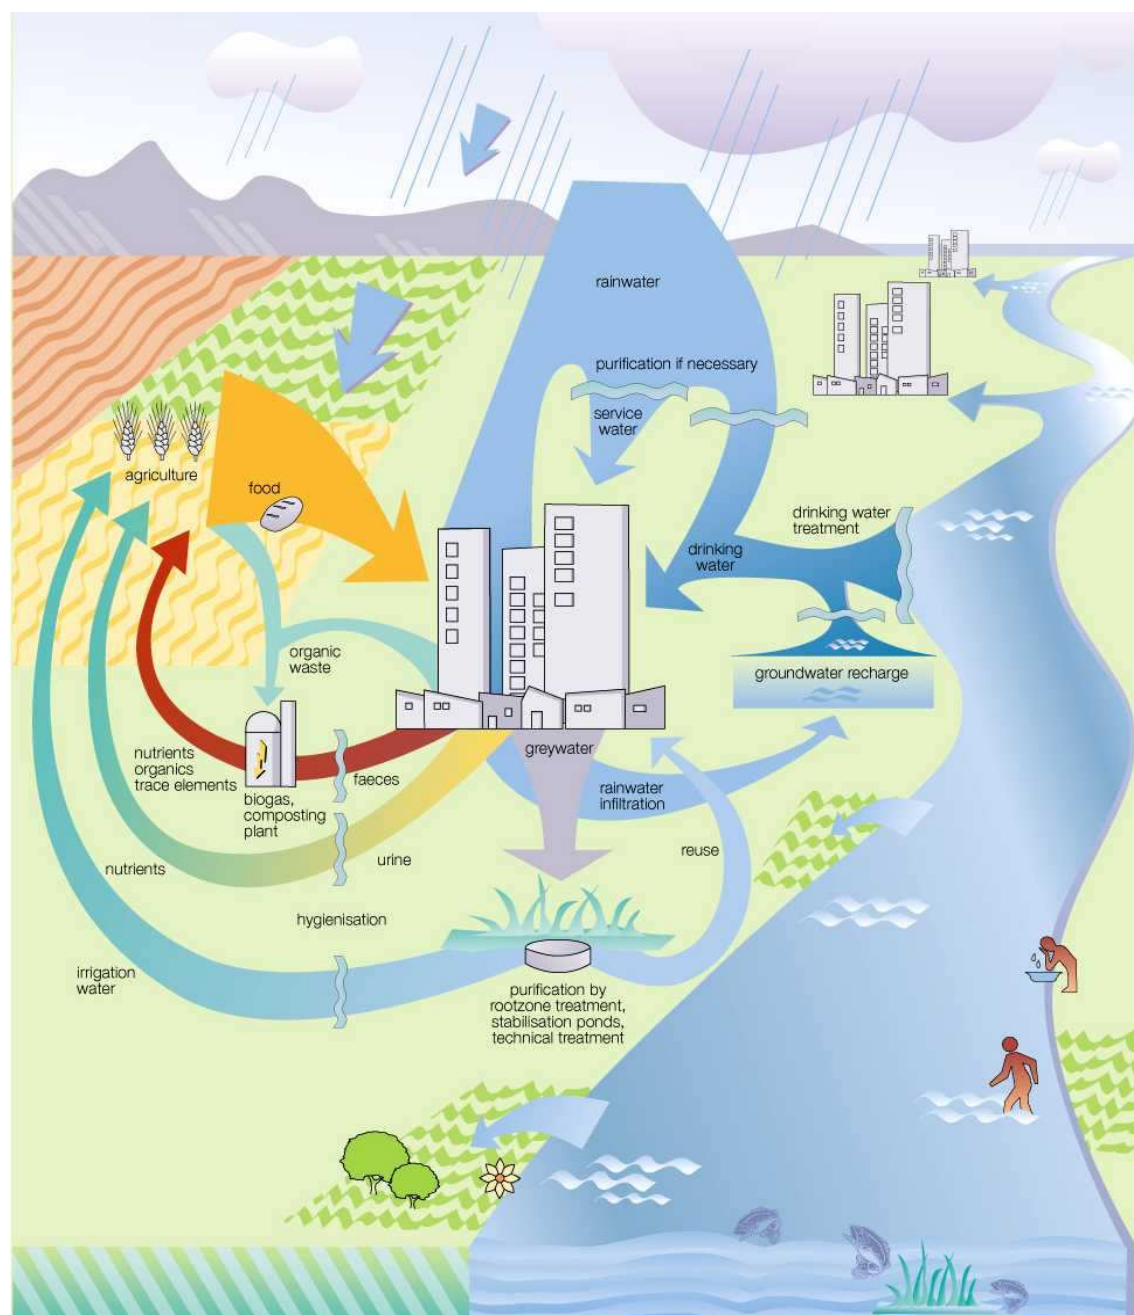 rainwater
purification if necessary
service
water
agriculture
food
drinking water
treatment
drinking
water
organic
waste
groundwater recharge
greywater
nutrients
organics
trace elements
faeces
biogas,
composting
plant
rainwater
infiltration
reuse
nutrients
urine
hygienisation
irrigation
water
purification by
rootzone treatment,
stabilisation ponds,
technical treatment